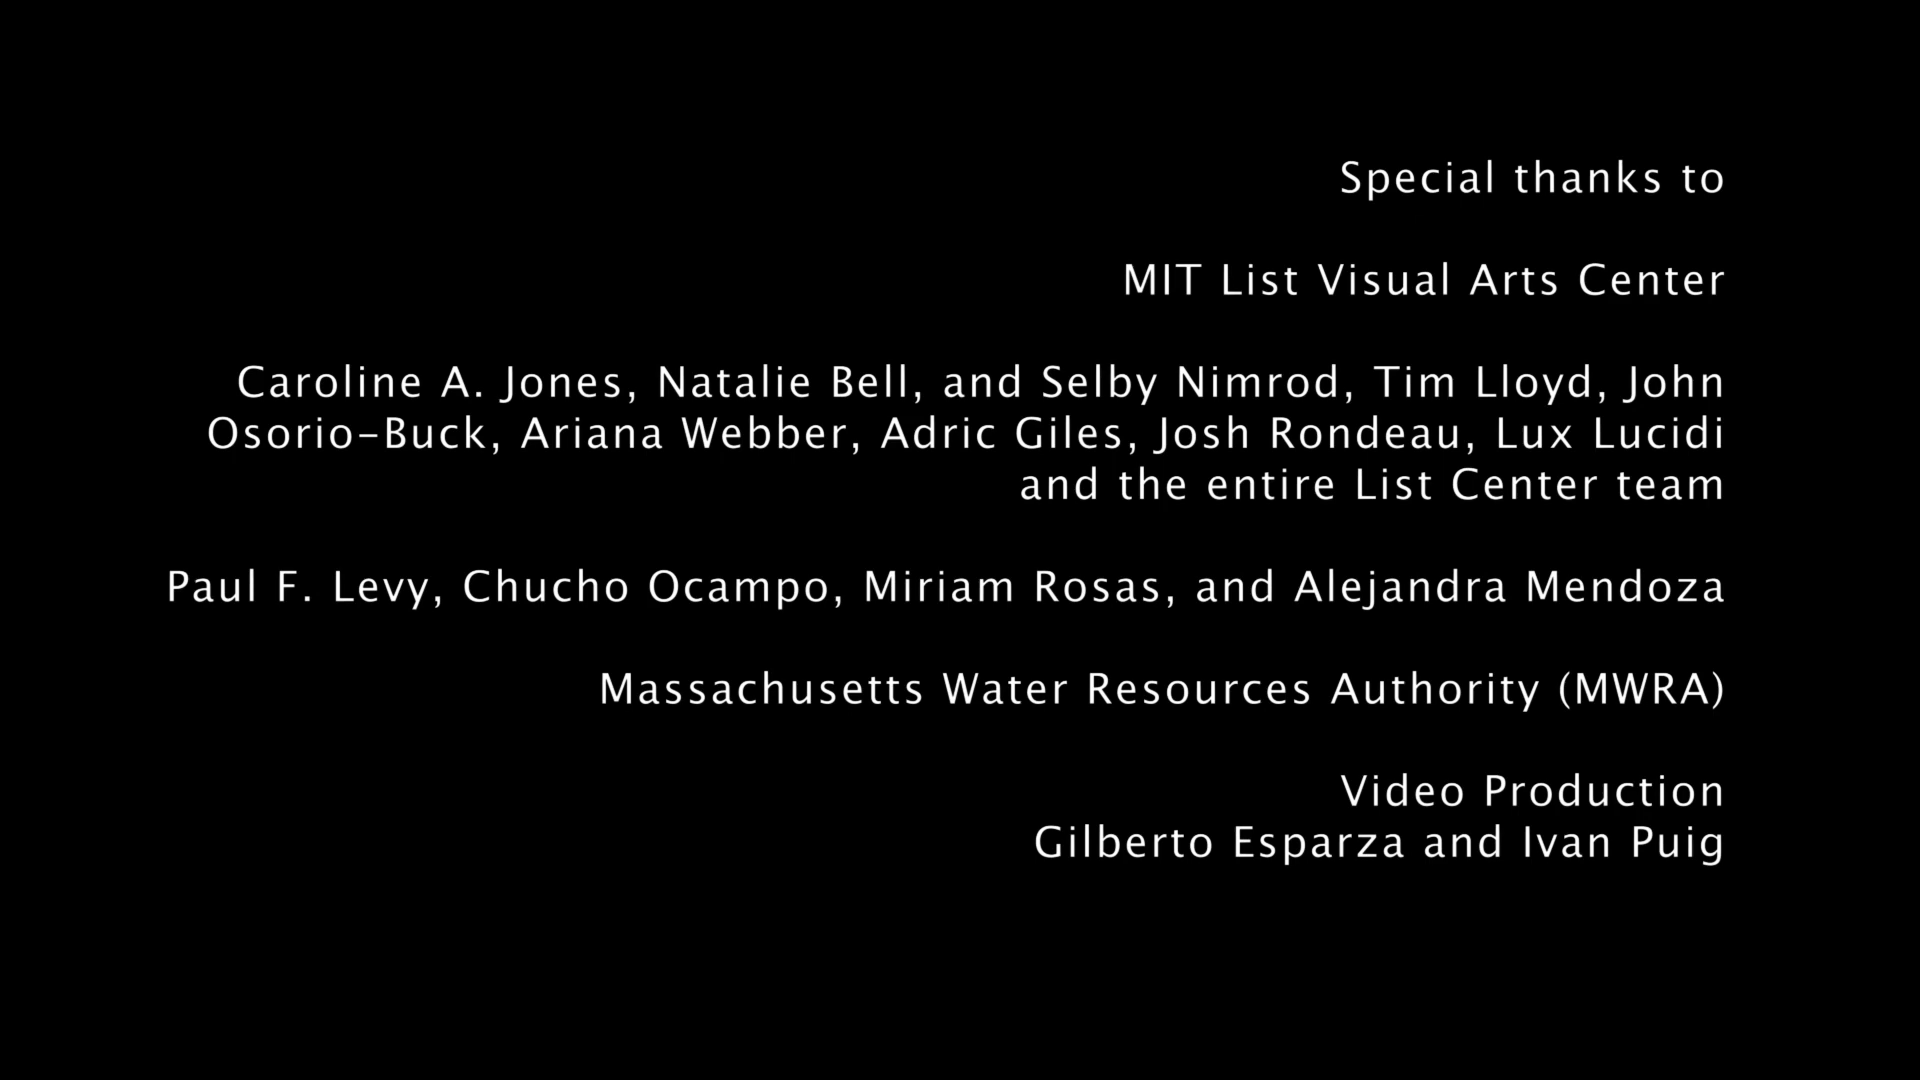 Special thanks to
MIT List Visual Arts Center
Caroline A. Jones, Natalie Bell, and Selby Nimrod, Tim Lloyd, John
Osorio-Buck, Ariana Webber, Adric Giles, Josh Rondeau, Lux Lucidi
and the entire List Center team
Paul F. Levy, Chucho Ocampo, Miriam Rosas, and Alejandra Mendoza
Massachusetts Water Resources Authority (MWRA)
Video Production
Gilberto Esparza and Ivan Puig